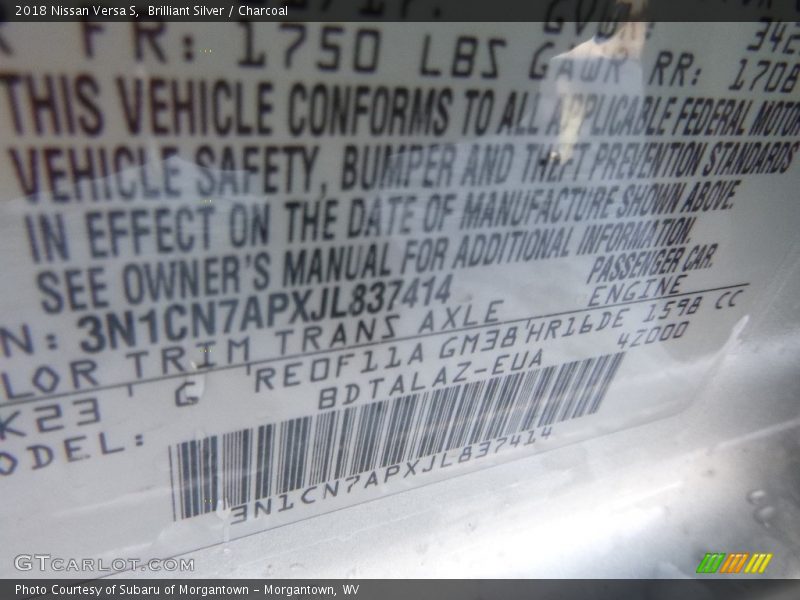 2018 Nissan Versa S, Brilliant Silver / Charcoal
FR: 1750 LBS GAWR RR: 1708
THIS VEHICLE CONFORMS TO ALL APPLICABLE FEDERAL MOTOR
VEHICLE SAFETY, BUMPER AND THEFT PREVENTION STANDARDS
IN EFFECT ON THE DATE OF MANUFACTURE SHOWN ABOVE.
SEE OWNER'S MANUAL FOR ADDITIONAL INFORMATION.
N: 3N1CN7APXJL837414 PASSENGER CAR.
LOR TRIM TRANS AXLE ENGINE
K23 G RE0F11A GM38 HR16DE 1598 CC
ODEL: BDTALAZ-EUA 42000
3N1CN7APXJL837414
GTCARLOT.COM
Photo Courtesy of Subaru of Morgantown - Morgantown, WV